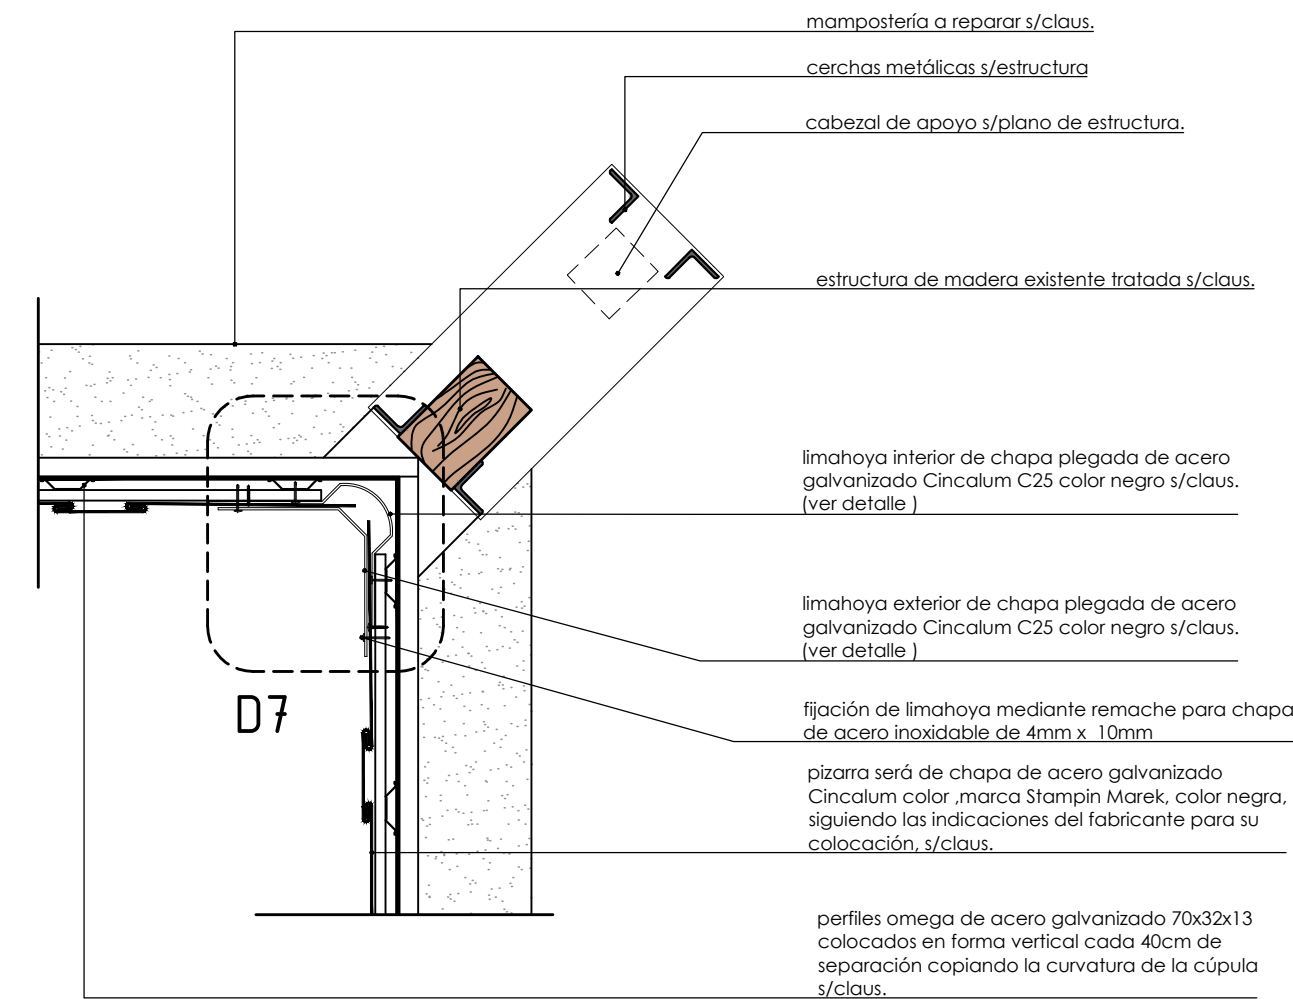 mampostería a reparar s/claus.
cerchas metálicas s/estructura
cabezal de apoyo s/plano de estructura.
estructura de madera existente tratada s/claus.
limahoya interior de chapa plegada de acero
galvanizado Cincalum C25 color negro s/claus.
(ver detalle )
limahoya exterior de chapa plegada de acero
galvanizado Cincalum C25 color negro s/claus.
(ver detalle )
D7
fijación de limahoya mediante remache para chapa
de acero inoxidable de 4mm x 10mm
pizarra será de chapa de acero galvanizado
Cincalum color ,marca Stampin Marek, color negra,
siguiendo las indicaciones del fabricante para su
colocación, s/claus.
perfiles omega de acero galvanizado 70x32x13
colocados en forma vertical cada 40cm de
separación copiando la curvatura de la cúpula
s/claus.